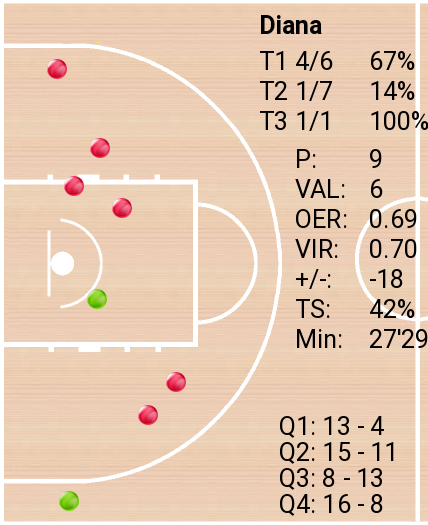 Diana
T1 4/6 67%
T2 1/7 14%
T3 1/1 100%
P: 9
VAL: 6
OER: 0.69
VIR: 0.70
+/-: -18
TS: 42%
Min: 27'29
Q1: 13 - 4
Q2: 15 - 11
Q3: 8 - 13
Q4: 16 - 8